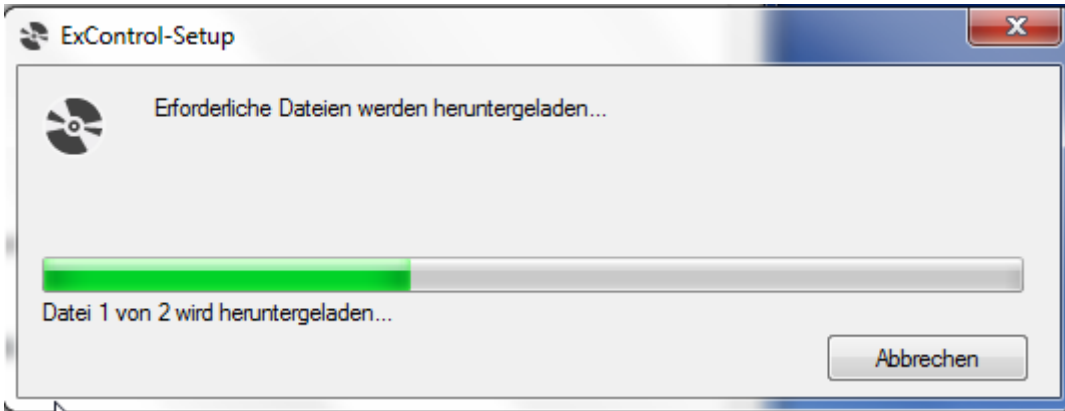 ExControl-Setup
Erforderliche Dateien werden heruntergeladen...
Datei 1 von 2 wird heruntergeladen...
Abbrechen